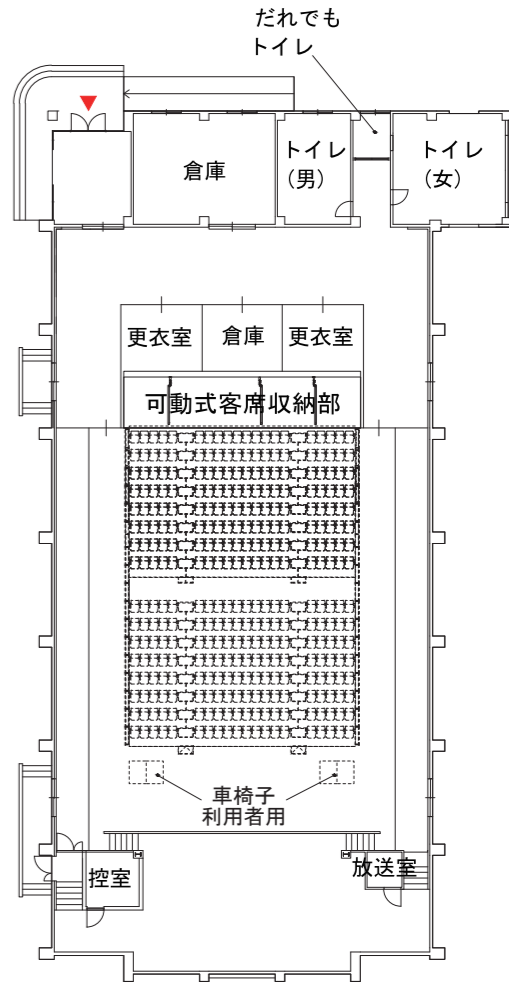 だれでも
トイレ
倉庫
トイレ
(男)
トイレ
(女)
更衣室
倉庫
更衣室
可動式客席収納部
車椅子
利用者用
控室
放送室